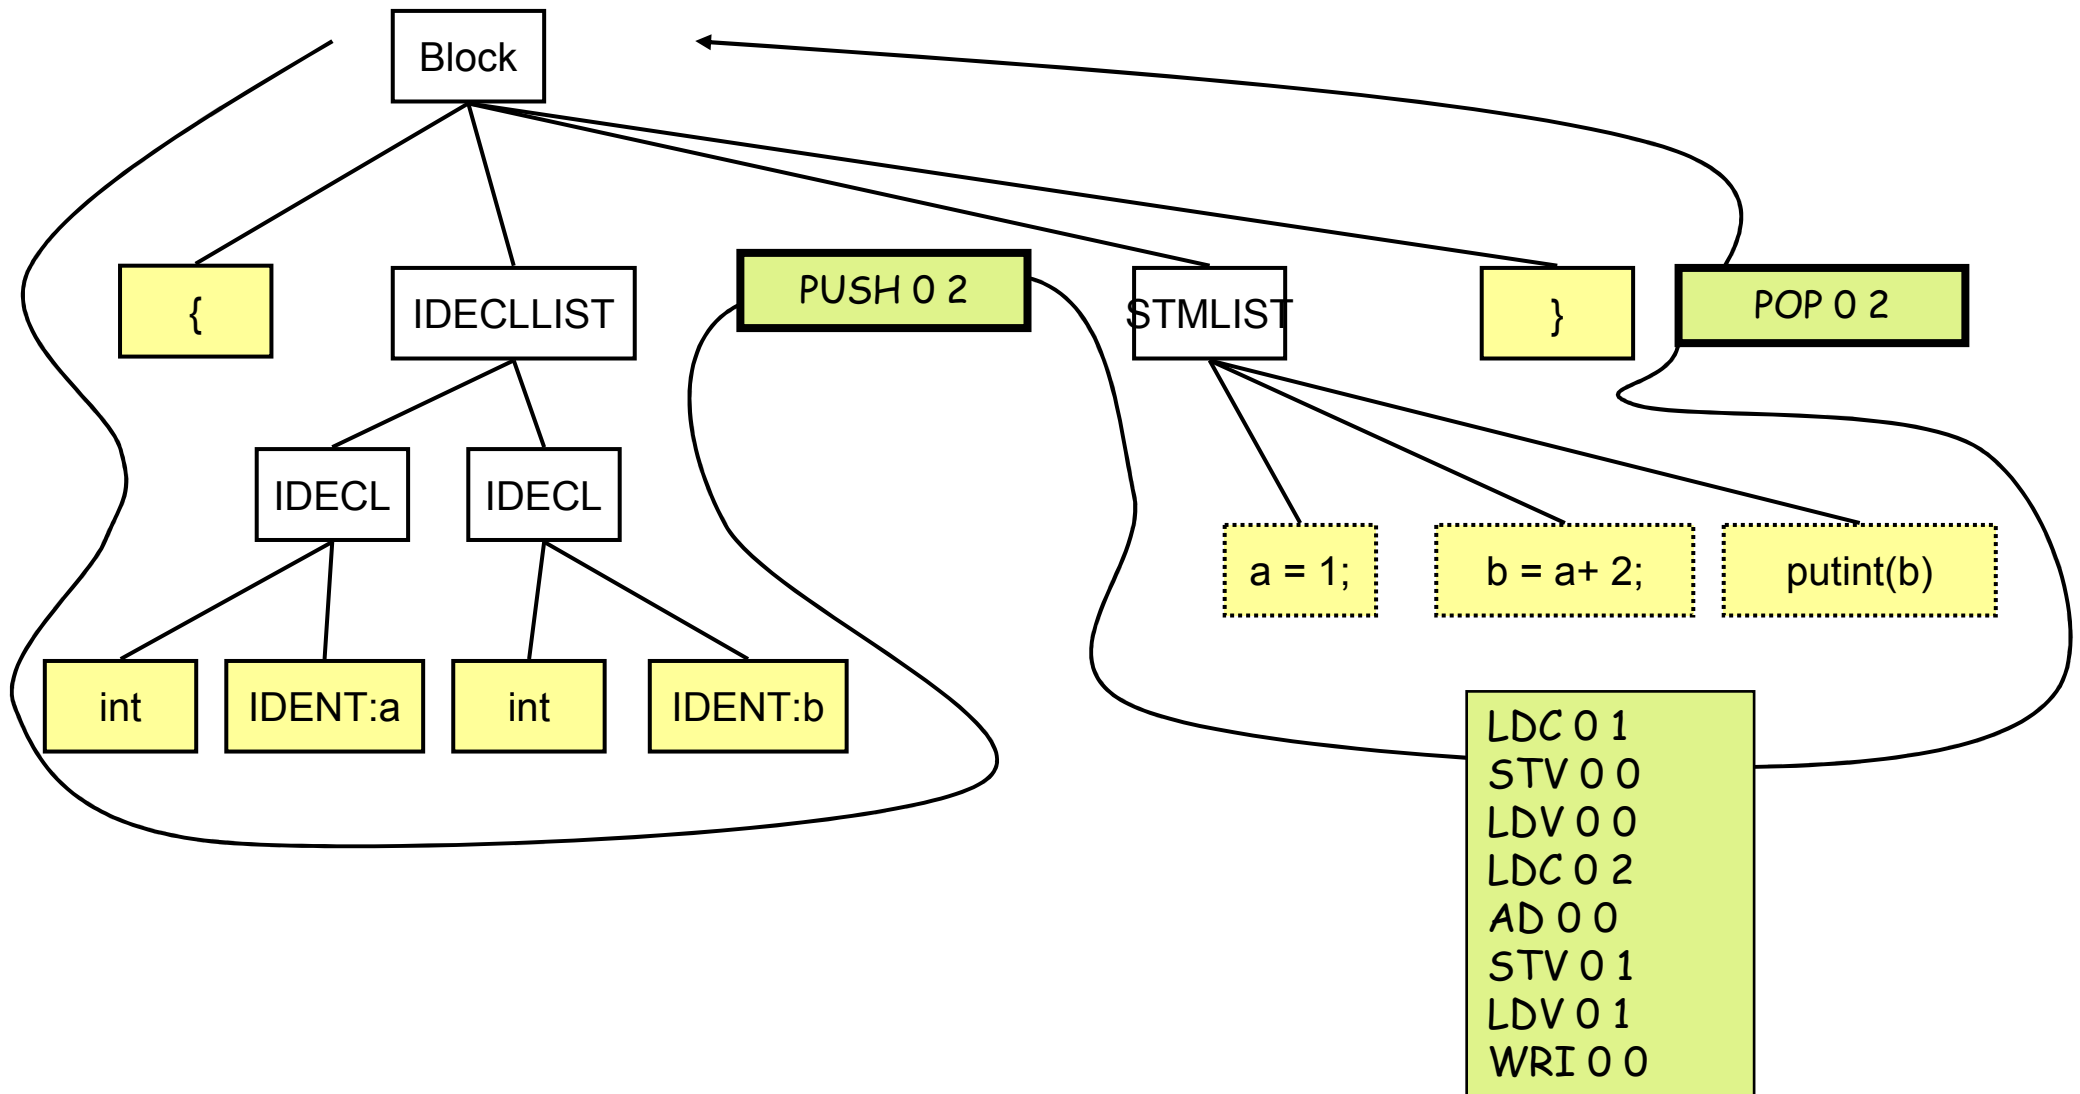 Block
{
IDECLLIST
PUSH 0 2
STMLIST
}
POP 0 2
IDECL
IDECL
a = 1;
b = a+ 2;
putint(b)
int
IDENT:a
int
IDENT:b
LDC 0 1
STV 0 0
LDV 0 0
LDC 0 2
AD 0 0
STV 0 1
LDV 0 1
WRI 0 0